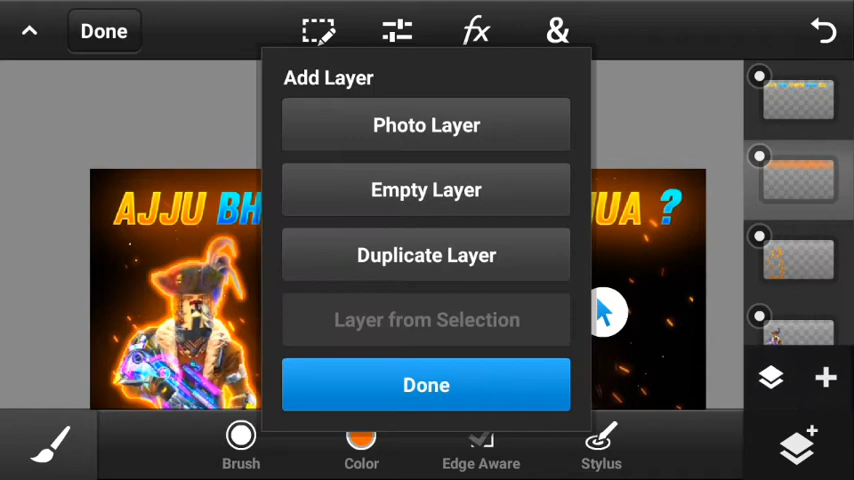 Done
fx
&
Add Layer
Photo Layer
Empty Layer
Duplicate Layer
Layer from Selection
Done
AJJU BH
UA ?
Brush
Color
Edge Aware
Stylus